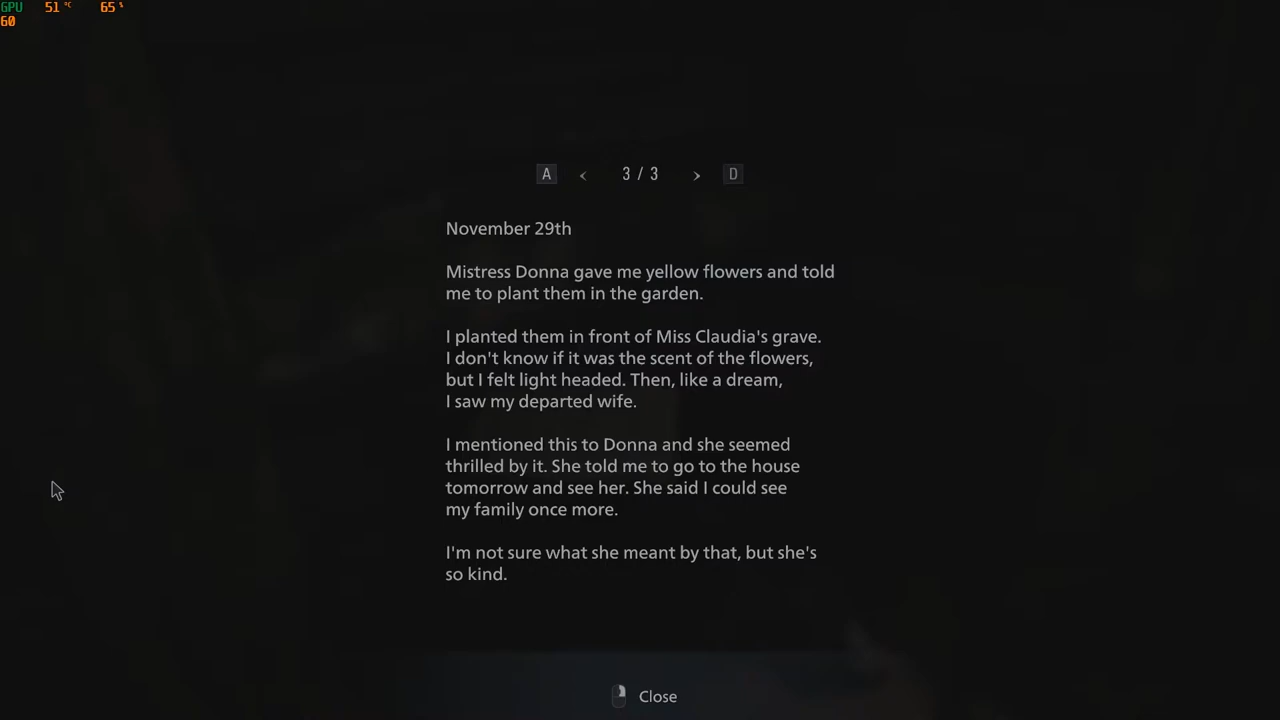 GPU 51 °C 65 %
60
A < 3 / 3 > D
November 29th
Mistress Donna gave me yellow flowers and told
me to plant them in the garden.
I planted them in front of Miss Claudia's grave.
I don't know if it was the scent of the flowers,
but I felt light headed. Then, like a dream,
I saw my departed wife.
I mentioned this to Donna and she seemed
thrilled by it. She told me to go to the house
tomorrow and see her. She said I could see
my family once more.
I'm not sure what she meant by that, but she's
so kind.
Close